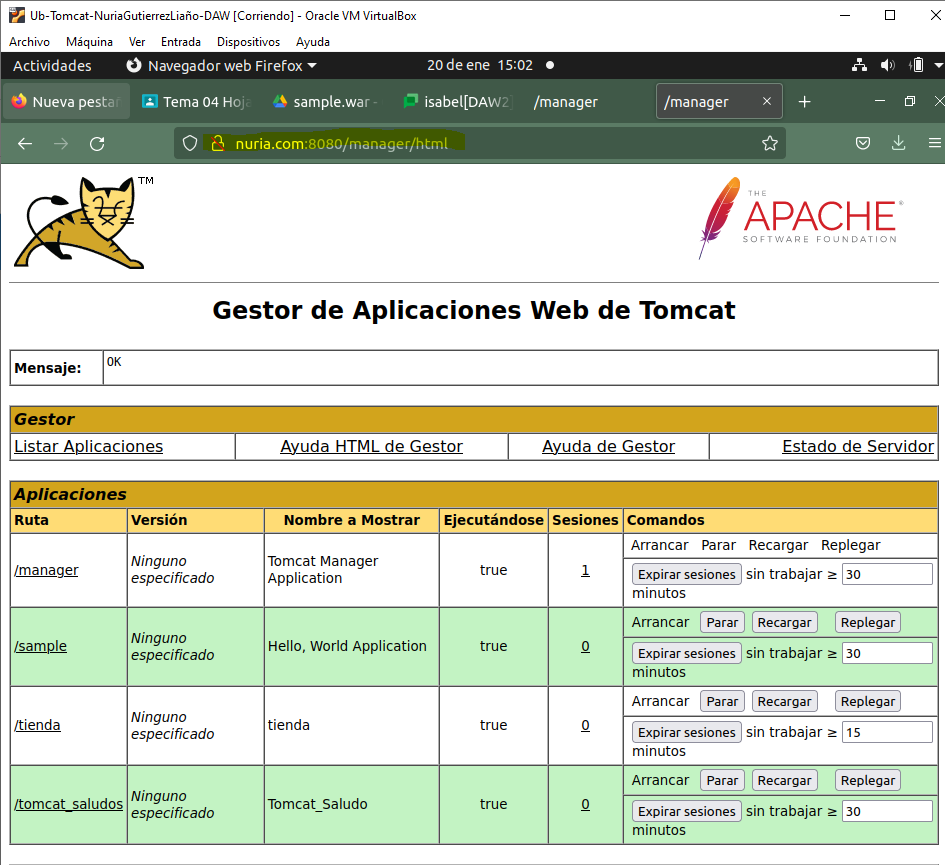 Ub-Tomcat-NuriaGutierrezLiaño-DAW [Corriendo] - Oracle VM VirtualBox
Archivo Máquina Ver Entrada Dispositivos Ayuda
Actividades Navegador web Firefox 20 de ene 15:02
Nueva pestañ Tema 04 Hoja sample.war - isabel[DAW2] /manager /manager
nuria.com:8080/manager/html
TM
THE
APACHE®
SOFTWARE FOUNDATION
Gestor de Aplicaciones Web de Tomcat
Mensaje: OK
Gestor
Listar Aplicaciones Ayuda HTML de Gestor Ayuda de Gestor Estado de Servidor
Aplicaciones
Ruta Versión Nombre a Mostrar Ejecutándose Sesiones Comandos
/manager Ninguno especificado Tomcat Manager Application true 1 Arrancar Parar Recargar Replegar
Expirar sesiones sin trabajar ≥ 30
minutos
/sample Ninguno especificado Hello, World Application true 0 Arrancar Parar Recargar Replegar
Expirar sesiones sin trabajar ≥ 30
minutos
/tienda Ninguno especificado tienda true 0 Arrancar Parar Recargar Replegar
Expirar sesiones sin trabajar ≥ 15
minutos
/tomcat_saludos Ninguno especificado Tomcat_Saludo true 0 Arrancar Parar Recargar Replegar
Expirar sesiones sin trabajar ≥ 30
minutos